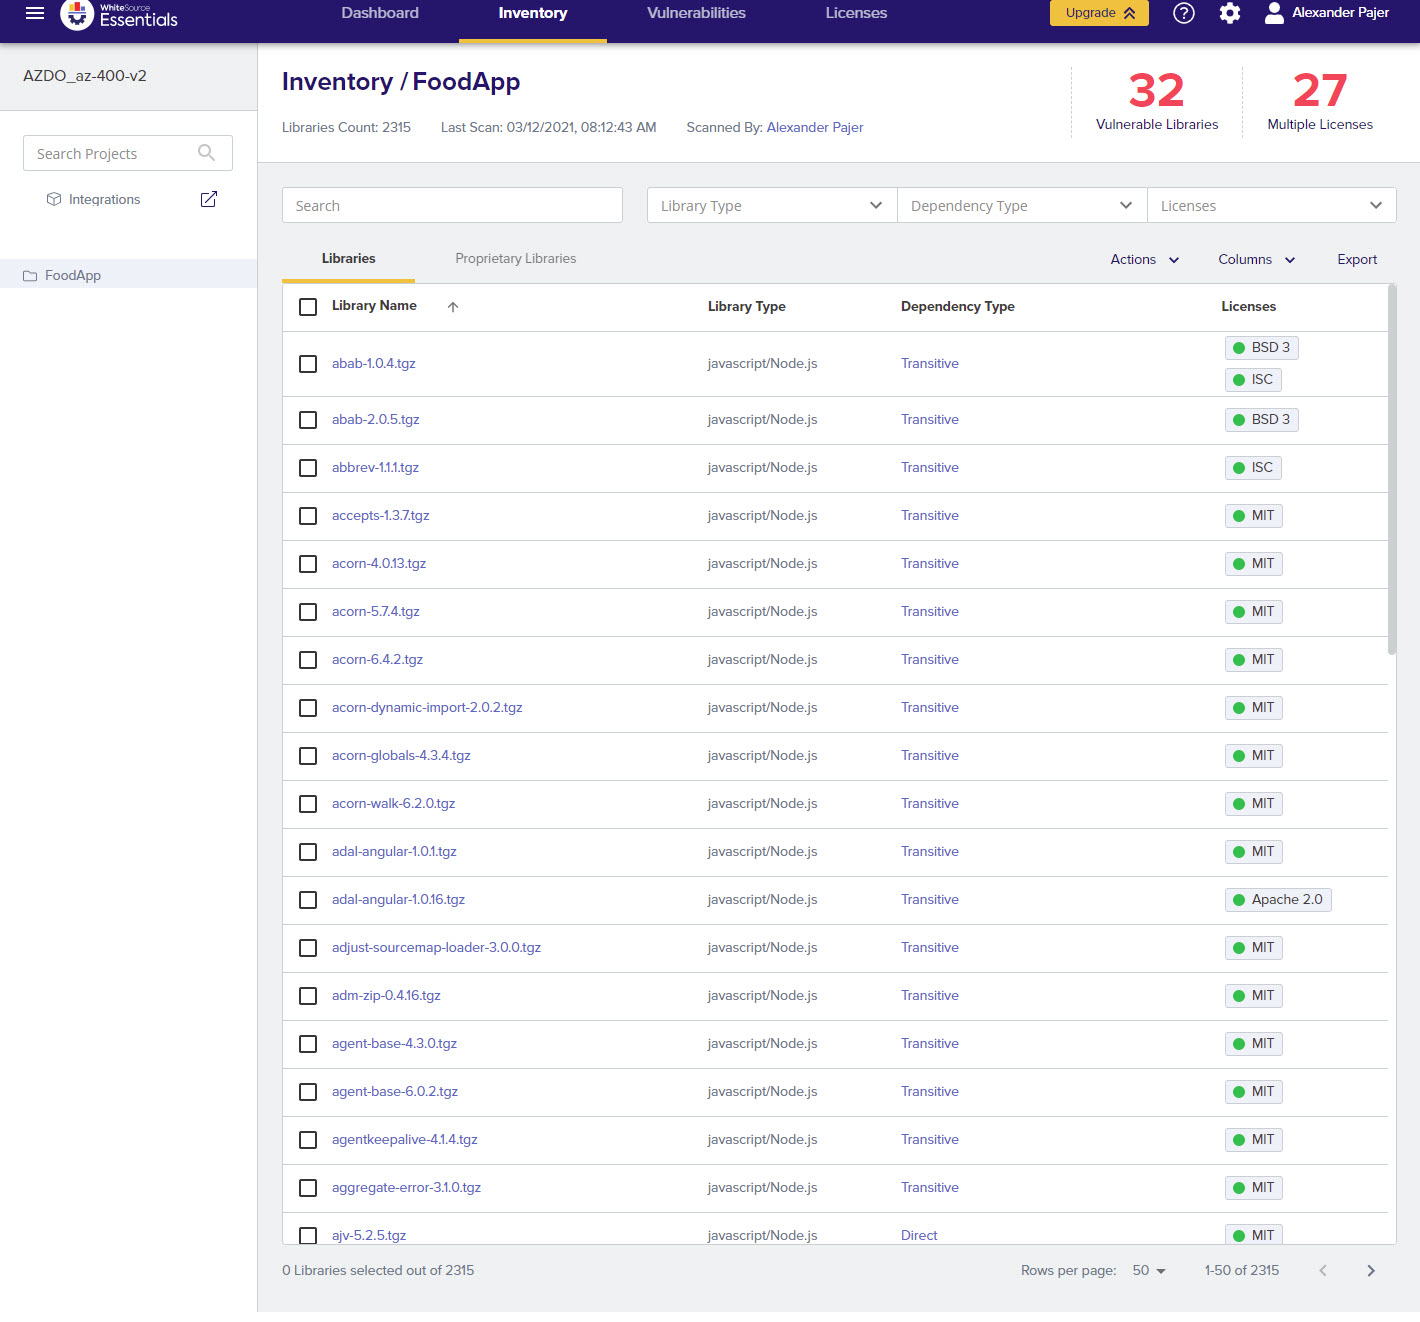 WhiteSource
Essentials
Dashboard Inventory Vulnerabilities Licenses Upgrade Alexander Pajer
AZDO_az-400-v2
Search Projects
Integrations
FoodApp
Inventory / FoodApp
Libraries Count: 2315 Last Scan: 03/12/2021, 08:12:43 AM Scanned By: Alexander Pajer
32
Vulnerable Libraries
27
Multiple Licenses
Search Library Type Dependency Type Licenses
Libraries Proprietary Libraries Actions Columns Export
Library Name Library Type Dependency Type Licenses
abab-1.0.4.tgz javascript/Node.js Transitive BSD 3
ISC
abab-2.0.5.tgz javascript/Node.js Transitive BSD 3
abbrev-1.1.1.tgz javascript/Node.js Transitive ISC
accepts-1.3.7.tgz javascript/Node.js Transitive MIT
acorn-4.0.13.tgz javascript/Node.js Transitive MIT
acorn-5.7.4.tgz javascript/Node.js Transitive MIT
acorn-6.4.2.tgz javascript/Node.js Transitive MIT
acorn-dynamic-import-2.0.2.tgz javascript/Node.js Transitive MIT
acorn-globals-4.3.4.tgz javascript/Node.js Transitive MIT
acorn-walk-6.2.0.tgz javascript/Node.js Transitive MIT
adal-angular-1.0.1.tgz javascript/Node.js Transitive MIT
adal-angular-1.0.16.tgz javascript/Node.js Transitive Apache 2.0
adjust-sourcemap-loader-3.0.0.tgz javascript/Node.js Transitive MIT
adm-zip-0.4.16.tgz javascript/Node.js Transitive MIT
agent-base-4.3.0.tgz javascript/Node.js Transitive MIT
agent-base-6.0.2.tgz javascript/Node.js Transitive MIT
agentkeepalive-4.1.4.tgz javascript/Node.js Transitive MIT
aggregate-error-3.1.0.tgz javascript/Node.js Transitive MIT
ajv-5.2.5.tgz javascript/Node.js Direct MIT
0 Libraries selected out of 2315 Rows per page: 50 1-50 of 2315